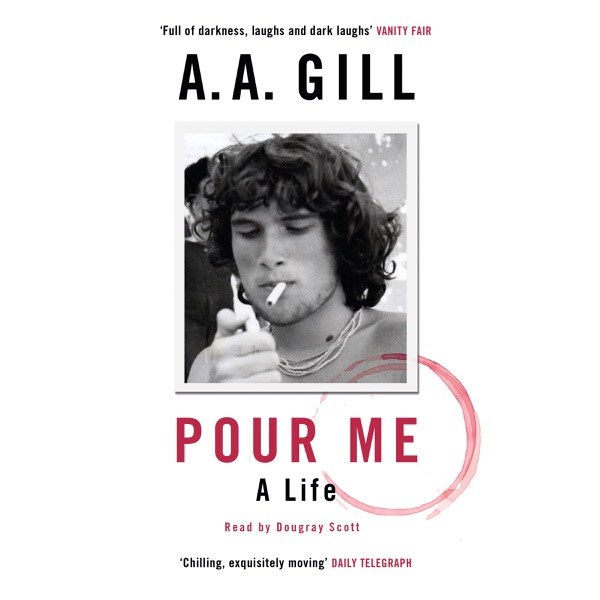 ‘Full of darkness, laughs and dark laughs’ VANITY FAIR
A.A. GILL
POUR ME
A Life
Read by Dougray Scott
‘Chilling, exquisitely moving’ DAILY TELEGRAPH